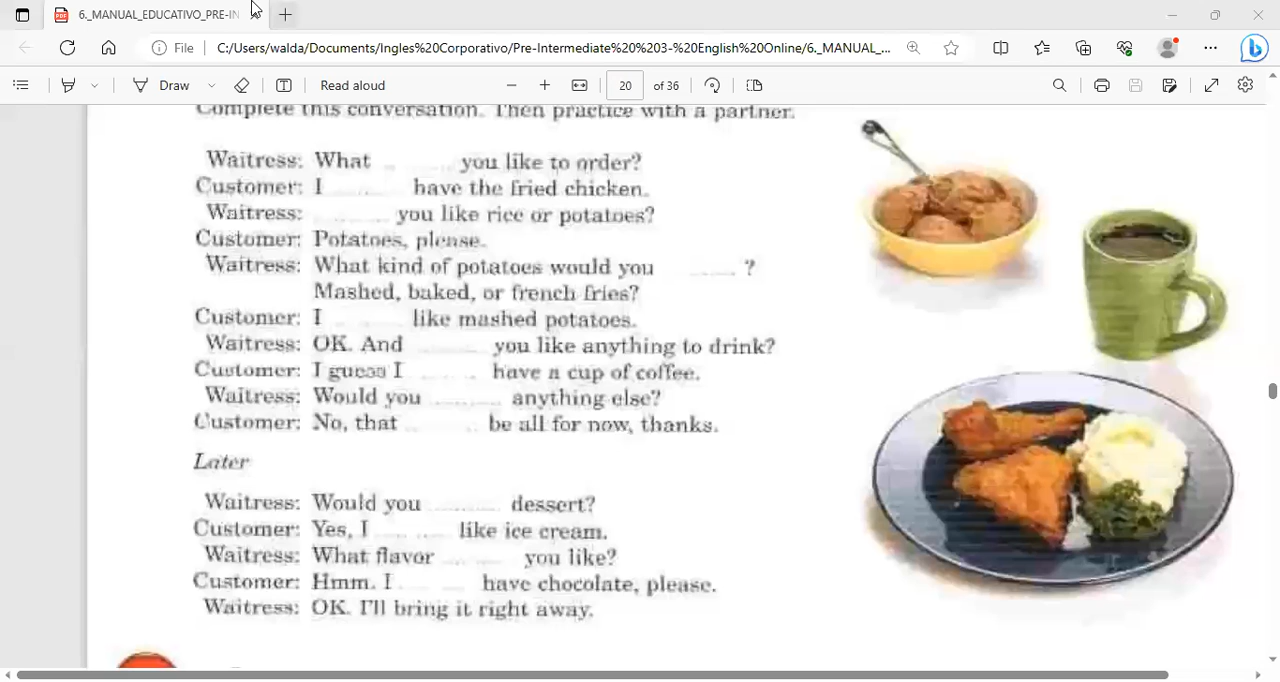 6._MANUAL_EDUCATIVO_PRE-IN
File C:/Users/walda/Documents/Ingles%20Corporativo/Pre-Intermediate%20%203-%20English%20Online/6._MANUAL_...
Draw Read aloud 20 of 36
Complete this conversation. Then practice with a partner.
Waitress: What you like to order?
Customer: I have the fried chicken.
Waitress: you like rice or potatoes?
Customer: Potatoes, please.
Waitress: What kind of potatoes would you ?
Mashed, baked, or french fries?
Customer: I like mashed potatoes.
Waitress: OK. And you like anything to drink?
Customer: I guess I have a cup of coffee.
Waitress: Would you anything else?
Customer: No, that be all for now, thanks.
Later
Waitress: Would you dessert?
Customer: Yes, I like ice cream.
Waitress: What flavor you like?
Customer: Hmm. I have chocolate, please.
Waitress: OK. I'll bring it right away.